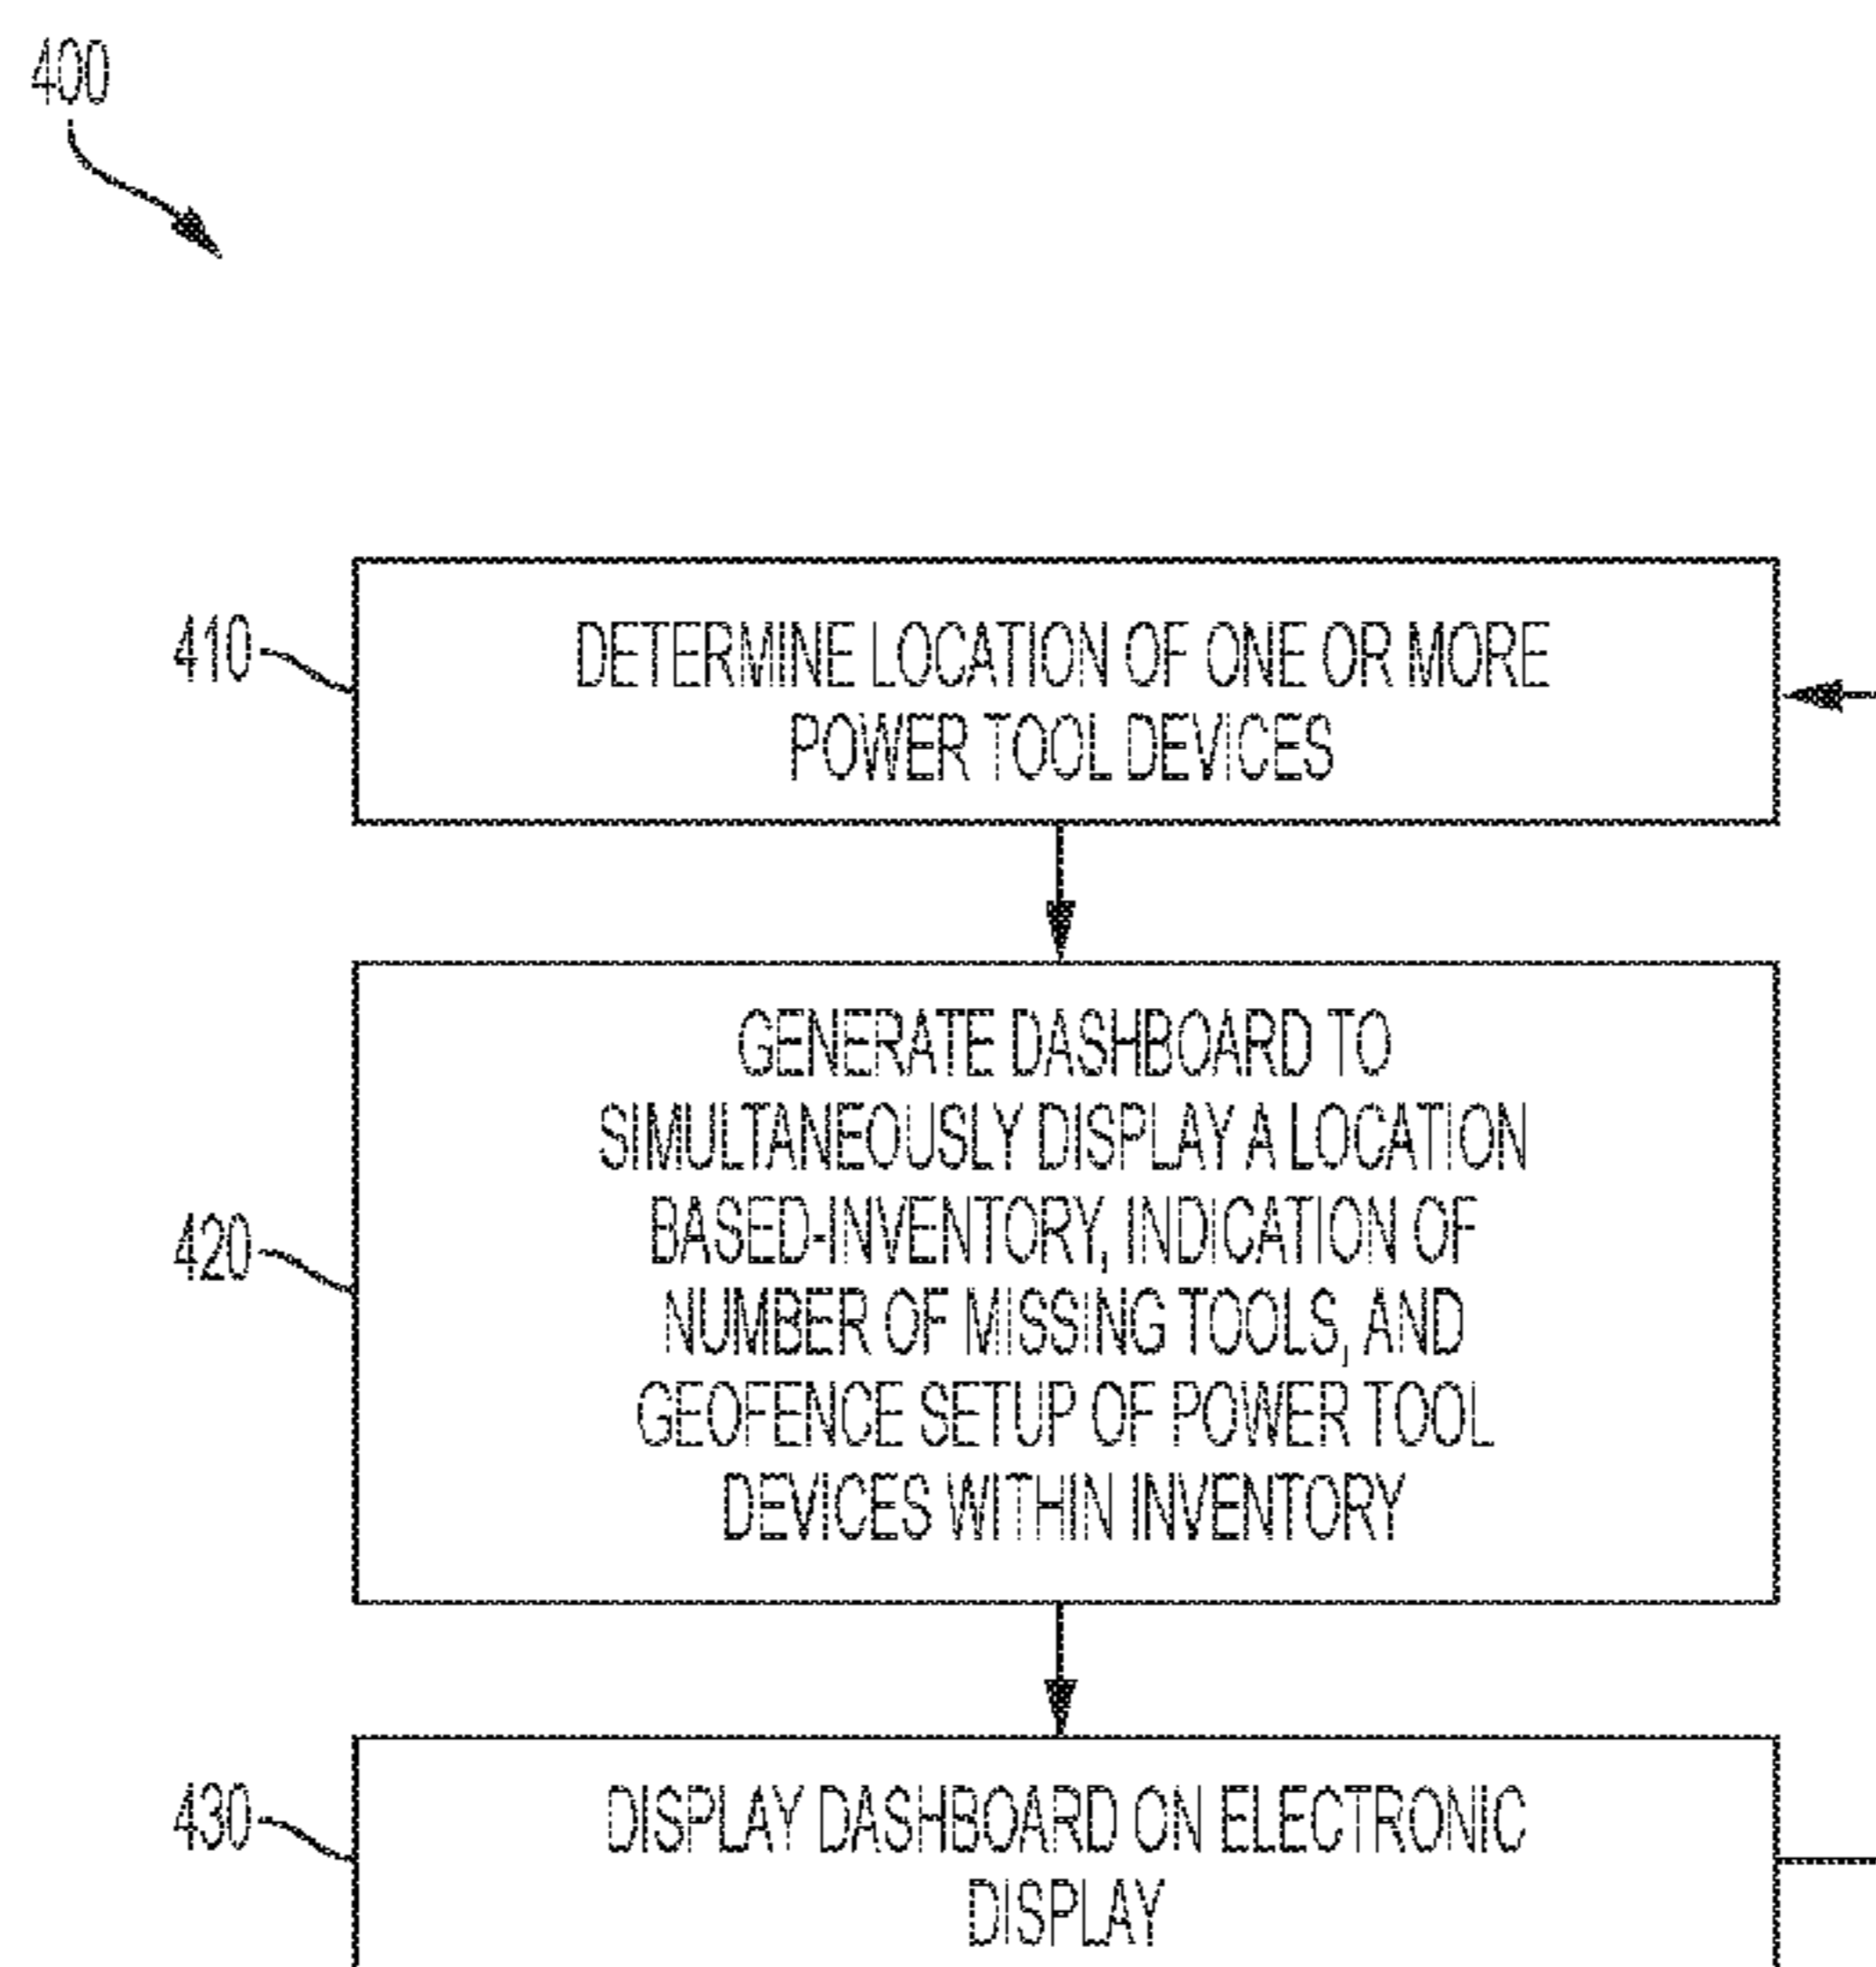 400
410
DETERMINE LOCATION OF ONE OR MORE
POWER TOOL DEVICES
420
GENERATE DASHBOARD TO
SIMULTANEOUSLY DISPLAY A LOCATION
BASED-INVENTORY, INDICATION OF
NUMBER OF MISSING TOOLS, AND
GEOFENCE SETUP OF POWER TOOL
DEVICES WITHIN INVENTORY
430
DISPLAY DASHBOARD ON ELECTRONIC
DISPLAY